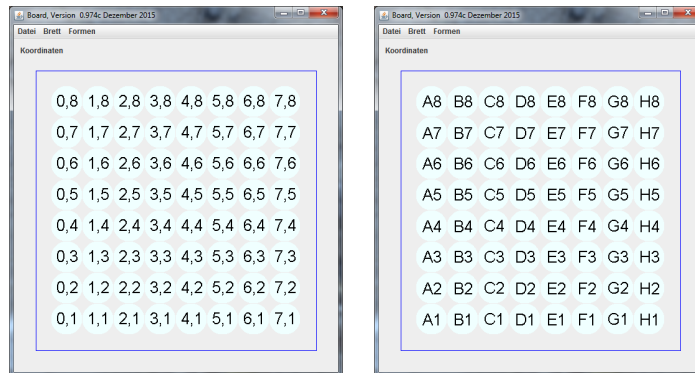 Board, Version 0.974c Dezember 2015
Datei Brett Formen
Koordinaten
0,8 1,8 2,8 3,8 4,8 5,8 6,8 7,8
0,7 1,7 2,7 3,7 4,7 5,7 6,7 7,7
0,6 1,6 2,6 3,6 4,6 5,6 6,6 7,6
0,5 1,5 2,5 3,5 4,5 5,5 6,5 7,5
0,4 1,4 2,4 3,4 4,4 5,4 6,4 7,4
0,3 1,3 2,3 3,3 4,3 5,3 6,3 7,3
0,2 1,2 2,2 3,2 4,2 5,2 6,2 7,2
0,1 1,1 2,1 3,1 4,1 5,1 6,1 7,1
Board, Version 0.974c Dezember 2015
Datei Brett Formen
Koordinaten
A8 B8 C8 D8 E8 F8 G8 H8
A7 B7 C7 D7 E7 F7 G7 H7
A6 B6 C6 D6 E6 F6 G6 H6
A5 B5 C5 D5 E5 F5 G5 H5
A4 B4 C4 D4 E4 F4 G4 H4
A3 B3 C3 D3 E3 F3 G3 H3
A2 B2 C2 D2 E2 F2 G2 H2
A1 B1 C1 D1 E1 F1 G1 H1